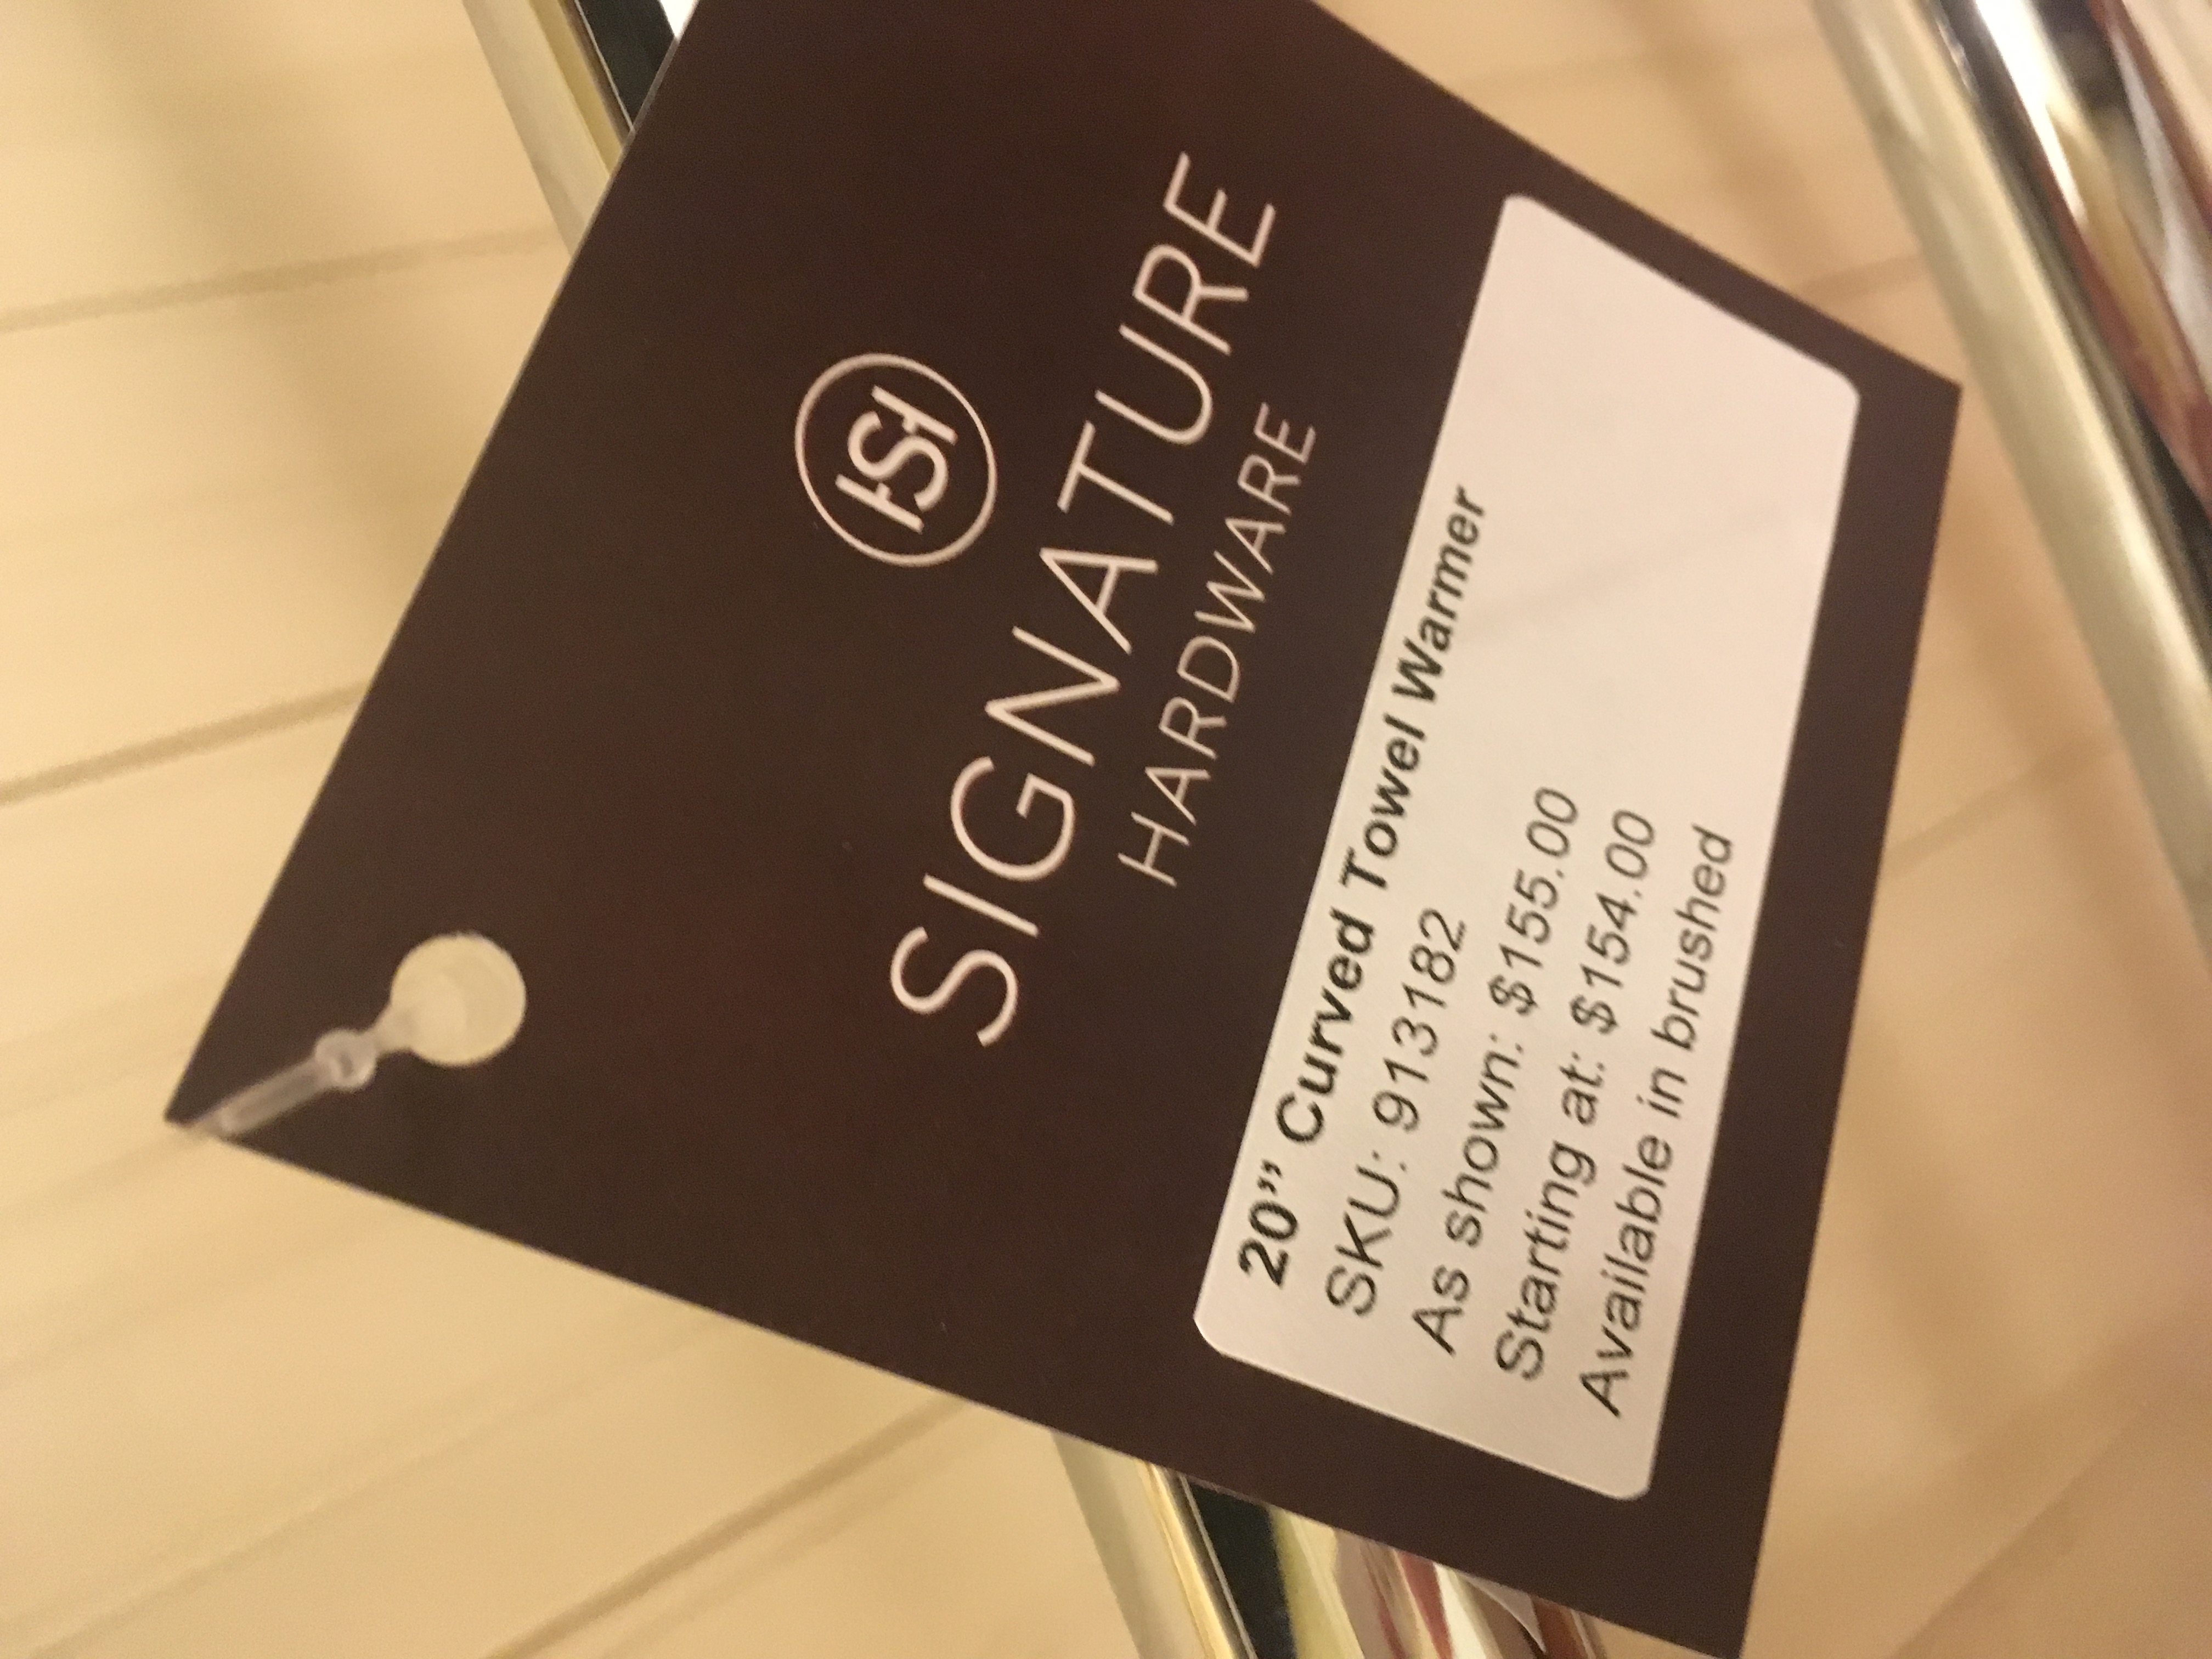 HSH
SIGNATURE
HARDWARE
20” Curved Towel Warmer
SKU: 913182
As shown: $155.00
Starting at: $154.00
Available in brushed